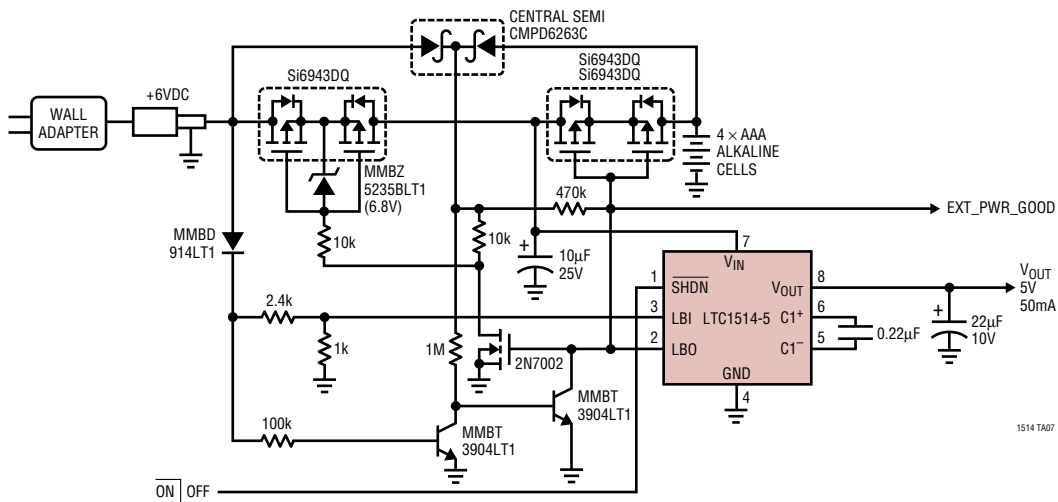 CENTRAL SEMI
CMPD6263C
Si6943DQ
Si6943DQ
Si6943DQ
+6VDC
WALL
ADAPTER
4 × AAA
ALKALINE
CELLS
MMBZ
5235BLT1
(6.8V)
470k
EXT_PWR_GOOD
MMBD
914LT1
10k
10k
+
10µF
25V
7
VIN
1
SHDN
VOUT
8
VOUT
5V
50mA
2.4k
3
LBI
LTC1514-5
C1+
6
+
22µF
10V
0.22µF
1k
1M
2
LBO
C1–
5
2N7002
GND
4
MMBT
3904LT1
100k
MMBT
3904LT1
1514 TA07
ON OFF